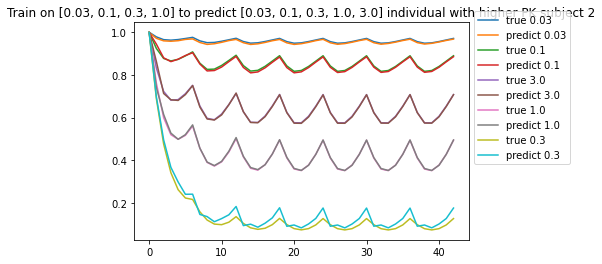 Train on [0.03, 0.1, 0.3, 1.0] to predict [0.03, 0.1, 0.3, 1.0, 3.0] individual with higher PK subject 2
true 0.03
predict 0.03
true 0.1
predict 0.1
true 3.0
predict 3.0
true 1.0
predict 1.0
true 0.3
predict 0.3
1.0
0.8
0.6
0.4
0.2
0 10 20 30 40